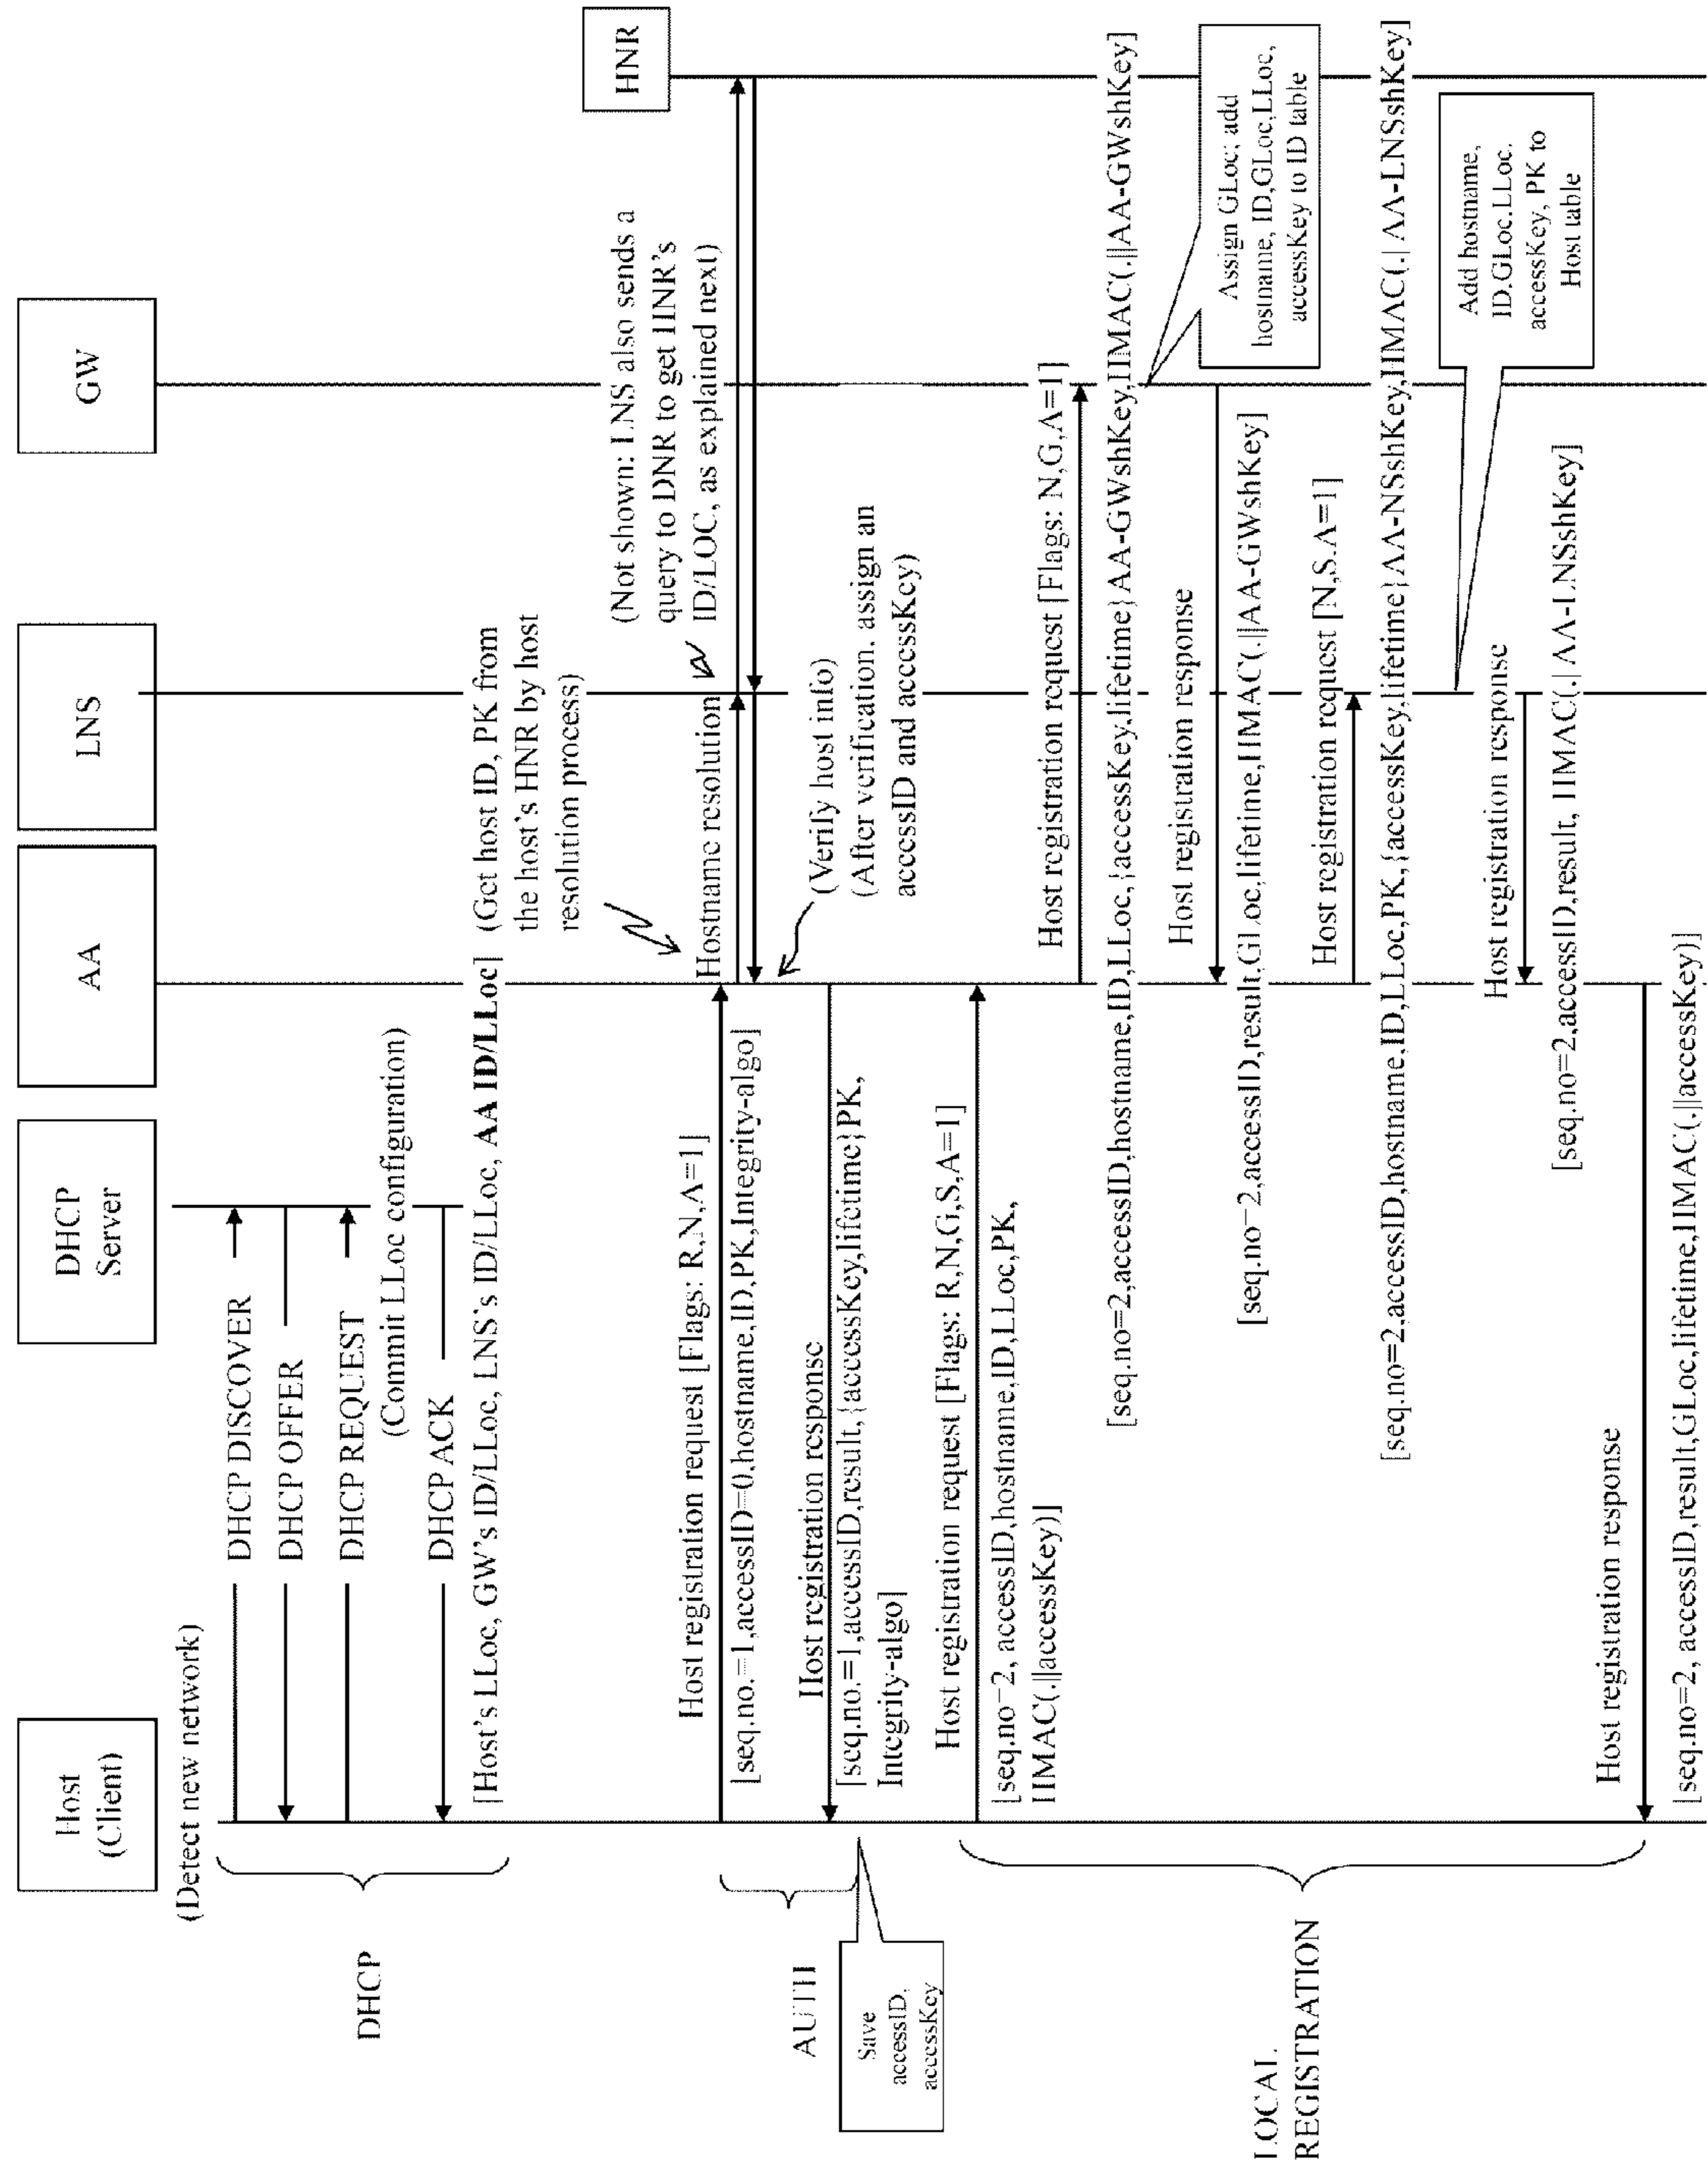 Host
(Client)
DHCP
Server
AA
LNS
GW
HNR
(Detect new network)
DHCP
DHCP DISCOVER
DHCP OFFER
DHCP REQUEST
(Commit LLoc configuration)
DHCP ACK
[Host's LLoc, GW's ID/LLoc, LNS's ID/LLoc, AA ID/LLoc]
(Get host ID, PK from
the host's HNR by host
resolution process)
(Not shown: LNS also sends a
query to DNR to get HNR's
ID/LOC, as explained next)
AUTH
Host registration request [Flags: R,N,A=1]
[seq.no.=1,accessID=0,hostname,ID,PK,Integrity-algo]
Hostname resolution
(Verify host info)
(After verification, assign an
accessID and accessKey)
Host registration response
[seq.no.=1,accessID,result,{accessKey,lifetime}PK,
Integrity-algo]
Save
accessID,
accessKey
LOCAL
REGISTRATION
Host registration request [Flags: R,N,G,S,A=1]
[seq.no=2, accessID,hostname,ID,LLoc,PK,
HMAC(.||accessKey)]
Host registration request [Flags: N,G,A=1]
[seq.no=2,accessID,hostname,ID,LLoc,{accessKey,lifetime}AA-GWshKey,HMAC(.||AA-GWshKey]
Assign GLoc; add
hostname, ID,GLoc,LLoc,
accessKey to ID table
Host registration response
[seq.no=2,accessID,result,GLoc,lifetime,HMAC(.||AA-GWshKey]
Host registration request [N,S,A=1]
[seq.no=2,accessID,hostname,ID,LLoc,PK,{accessKey,lifetime}AA-NSshKey,HMAC(.| AA-LNSshKey]
Add hostname,
ID,GLoc,LLoc,
accessKey, PK to
Host table
Host registration response
[seq.no=2,accessID,result, HMAC(.| AA-LNSshKey]
Host registration response
[seq.no=2, accessID,result,GLoc,lifetime,HMAC(.||accessKey)]